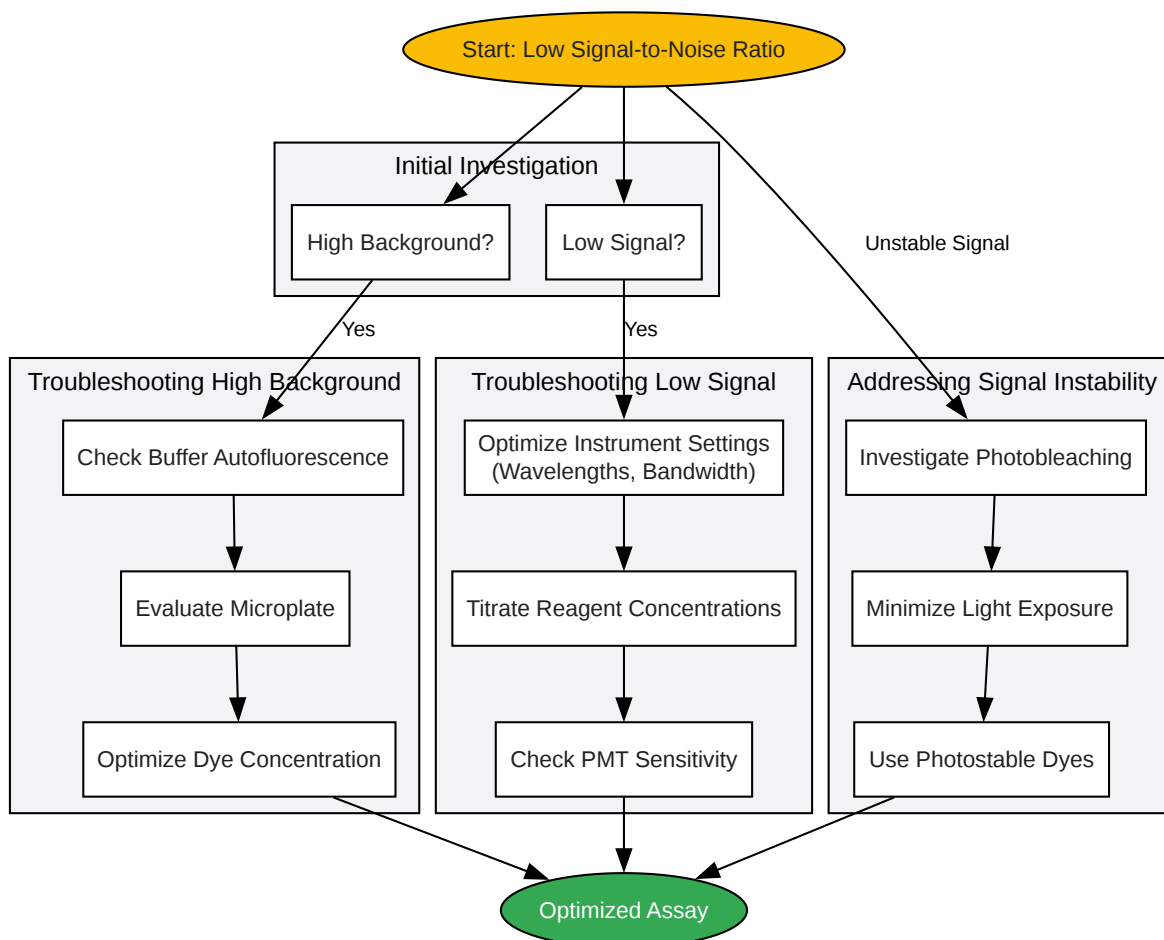 Start: Low Signal-to-Noise Ratio
Initial Investigation
High Background?
Low Signal?
Unstable Signal
Yes
Yes
Troubleshooting High Background
Troubleshooting Low Signal
Addressing Signal Instability
Check Buffer Autofluorescence
Optimize Instrument Settings
(Wavelengths, Bandwidth)
Investigate Photobleaching
Evaluate Microplate
Titrate Reagent Concentrations
Minimize Light Exposure
Optimize Dye Concentration
Check PMT Sensitivity
Use Photostable Dyes
Optimized Assay